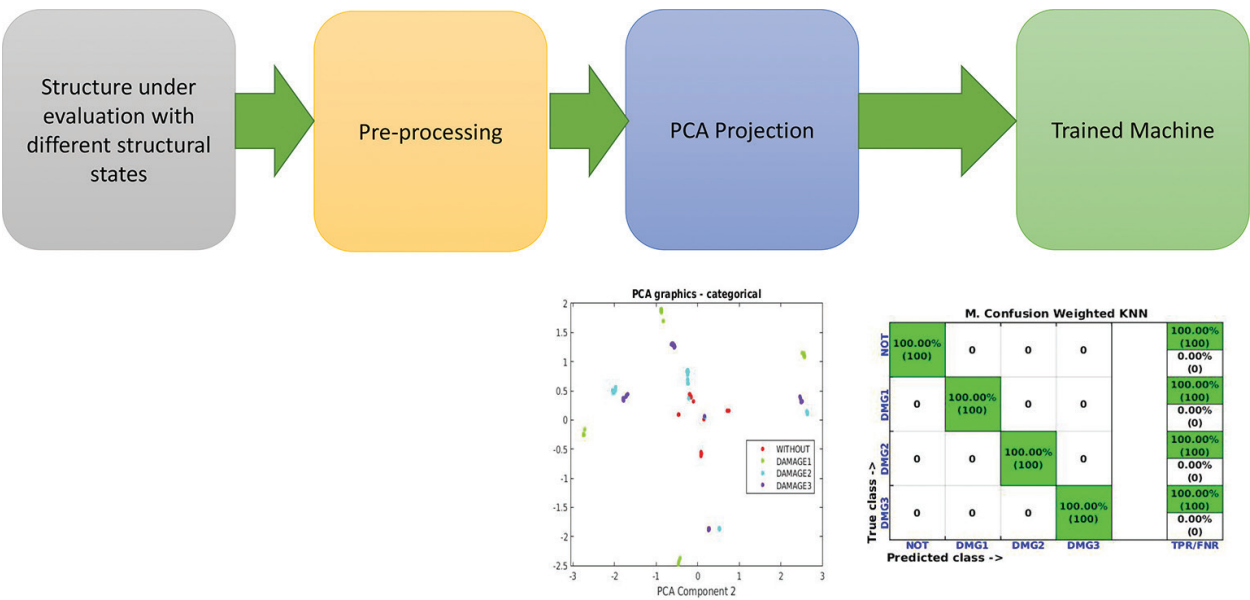 Structure under
evaluation with
different structural
states
Pre-processing
PCA Projection
Trained Machine
PCA graphics - categorical
2
1.5
1
0.5
0
-0.5
-1
-1.5
-2
-2.5
-3
-2
-1
0
1
2
3
PCA Component 2
WITHOUT
DAMAGE1
DAMAGE2
DAMAGE3
M. Confusion Weighted KNN
True class ->
NOT
100.00%
(100)
0
0
0
100.00%
(100)
0.00%
(0)
DMG1
0
100.00%
(100)
0
0
100.00%
(100)
0.00%
(0)
DMG2
0
0
100.00%
(100)
0
100.00%
(100)
0.00%
(0)
DMG3
0
0
0
100.00%
(100)
100.00%
(100)
0.00%
(0)
NOT
DMG1
DMG2
DMG3
TPR/FNR
Predicted class ->